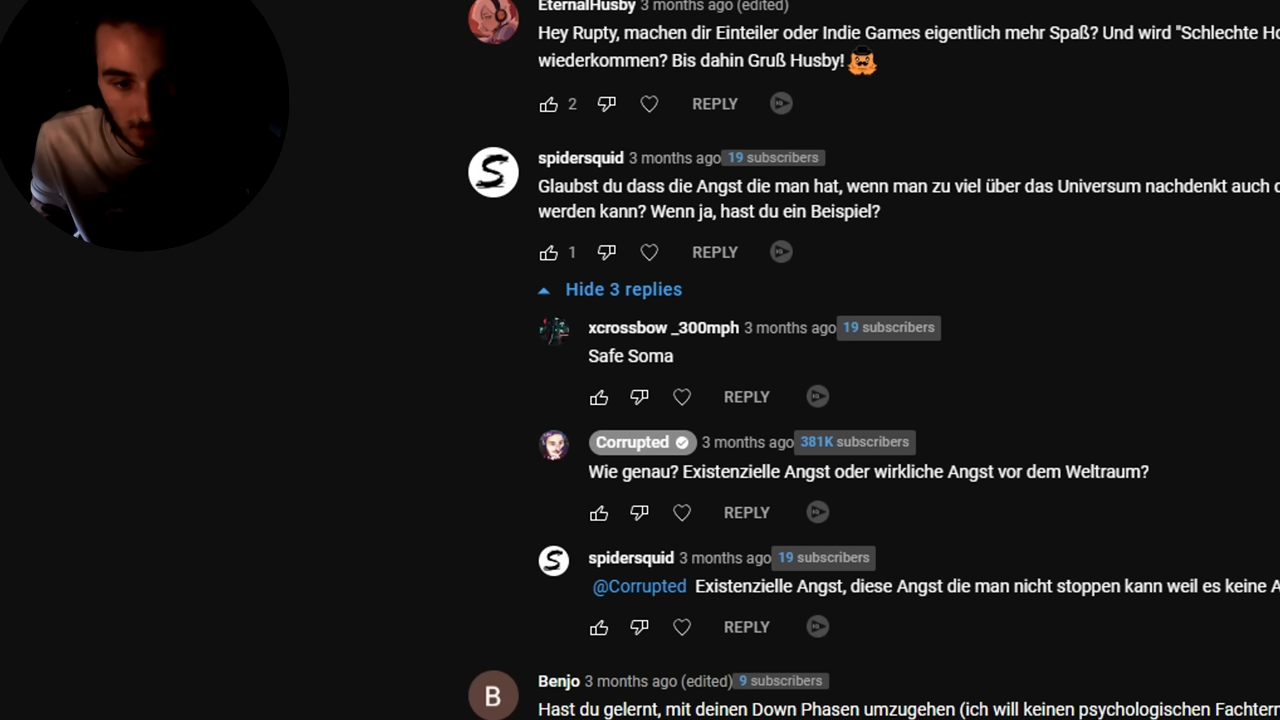 EternalHusby 3 months ago (edited)
Hey Rupty, machen dir Einteiler oder Indie Games eigentlich mehr Spaß? Und wird "Schlechte
wiederkommen? Bis dahin Gruß Husby!
2 REPLY
S
spidersquid 3 months ago 19 subscribers
Glaubst du dass die Angst die man hat, wenn man zu viel über das Universum nachdenkt auch
werden kann? Wenn ja, hast du ein Beispiel?
1 REPLY
Hide 3 replies
xcrossbow _300mph 3 months ago 19 subscribers
Safe Soma
REPLY
Corrupted 3 months ago 381K subscribers
Wie genau? Existenzielle Angst oder wirkliche Angst vor dem Weltraum?
REPLY
S
spidersquid 3 months ago 19 subscribers
@Corrupted Existenzielle Angst, diese Angst die man nicht stoppen kann weil es keine
REPLY
B
Benjo 3 months ago (edited) 9 subscribers
Hast du gelernt, mit deinen Down Phasen umzugehen (ich will keinen psychologischen